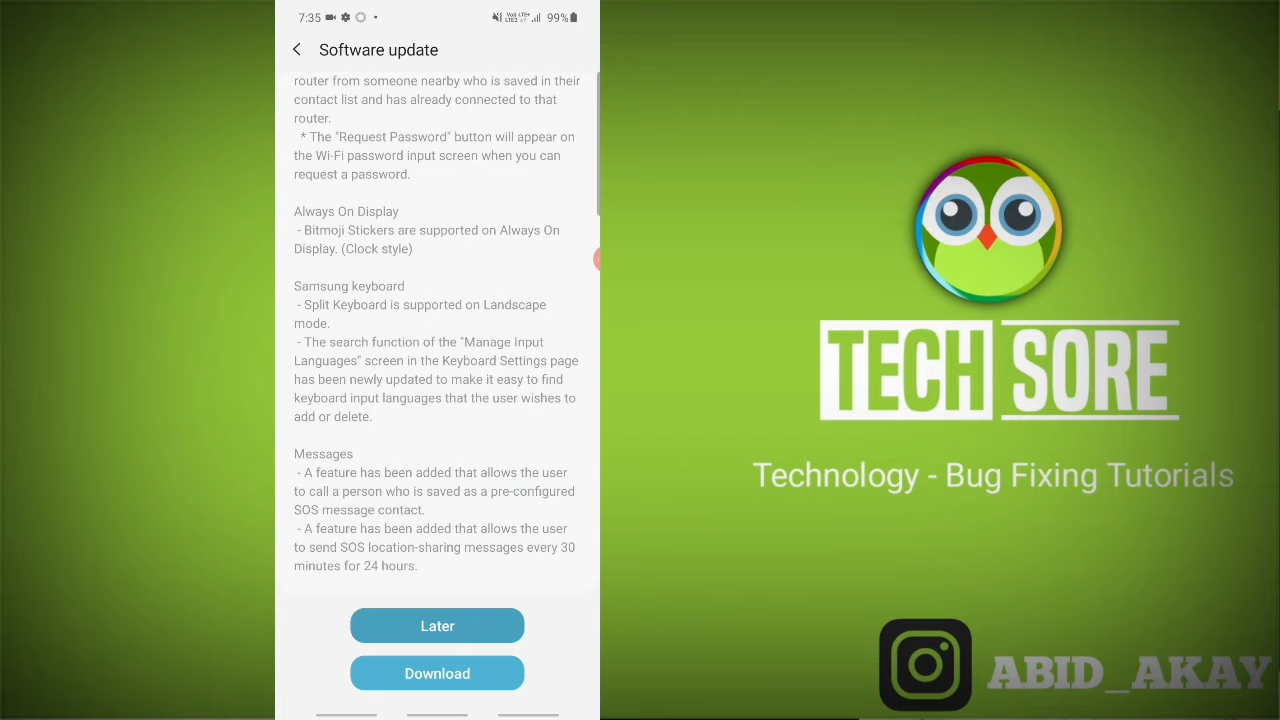 7:35
Vo) LTE+
LTE2
99%
Software update
router from someone nearby who is saved in their
contact list and has already connected to that
router.
* The "Request Password" button will appear on
the Wi-Fi password input screen when you can
request a password.
Always On Display
- Bitmoji Stickers are supported on Always On
Display. (Clock style)
Samsung keyboard
- Split Keyboard is supported on Landscape
mode.
- The search function of the "Manage Input
Languages" screen in the Keyboard Settings page
has been newly updated to make it easy to find
keyboard input languages that the user wishes to
add or delete.
Messages
- A feature has been added that allows the user
to call a person who is saved as a pre-configured
SOS message contact.
- A feature has been added that allows the user
to send SOS location-sharing messages every 30
minutes for 24 hours.
Later
Download
TECH SORE
Technology - Bug Fixing Tutorials
ABID_AKAY